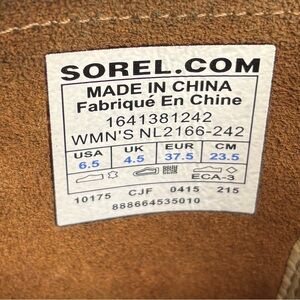 SOREL.COM
MADE IN CHINA
Fabriqué En Chine
1641381242
WMN'S NL2166-242
USA UK EUR CM
6.5 4.5 37.5 23.5
ECA-3
10175 CJF 0415 215
888664535010